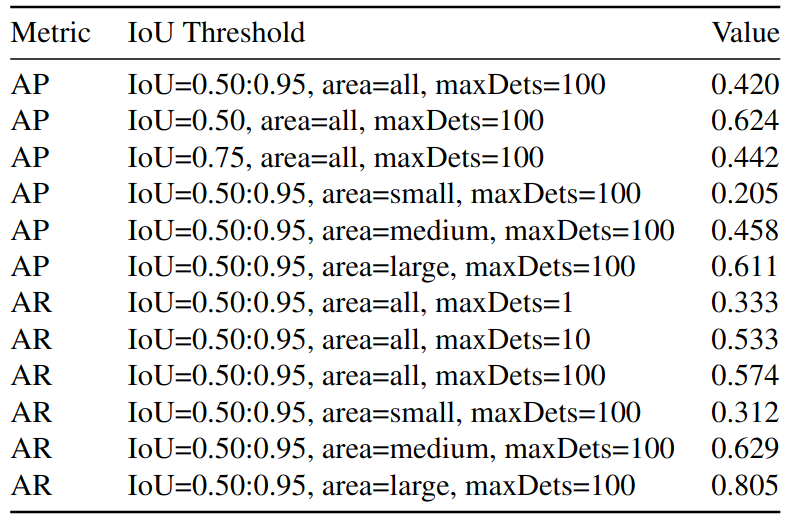 Metric IoU Threshold Value
AP IoU=0.50:0.95, area=all, maxDets=100 0.420
AP IoU=0.50, area=all, maxDets=100 0.624
AP IoU=0.75, area=all, maxDets=100 0.442
AP IoU=0.50:0.95, area=small, maxDets=100 0.205
AP IoU=0.50:0.95, area=medium, maxDets=100 0.458
AP IoU=0.50:0.95, area=large, maxDets=100 0.611
AR IoU=0.50:0.95, area=all, maxDets=1 0.333
AR IoU=0.50:0.95, area=all, maxDets=10 0.533
AR IoU=0.50:0.95, area=all, maxDets=100 0.574
AR IoU=0.50:0.95, area=small, maxDets=100 0.312
AR IoU=0.50:0.95, area=medium, maxDets=100 0.629
AR IoU=0.50:0.95, area=large, maxDets=100 0.805